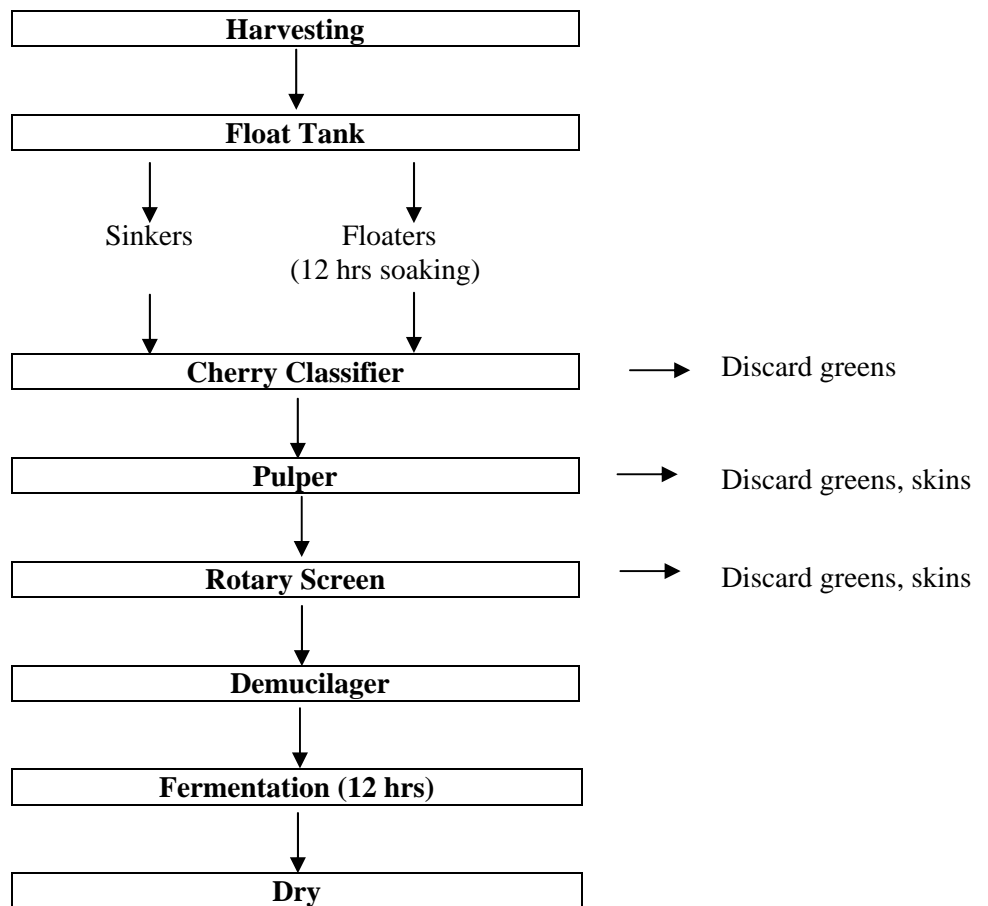 Harvesting
Float Tank
Sinkers
Floaters
(12 hrs soaking)
Cherry Classifier
Discard greens
Pulper
Discard greens, skins
Rotary Screen
Discard greens, skins
Demucilager
Fermentation (12 hrs)
Dry